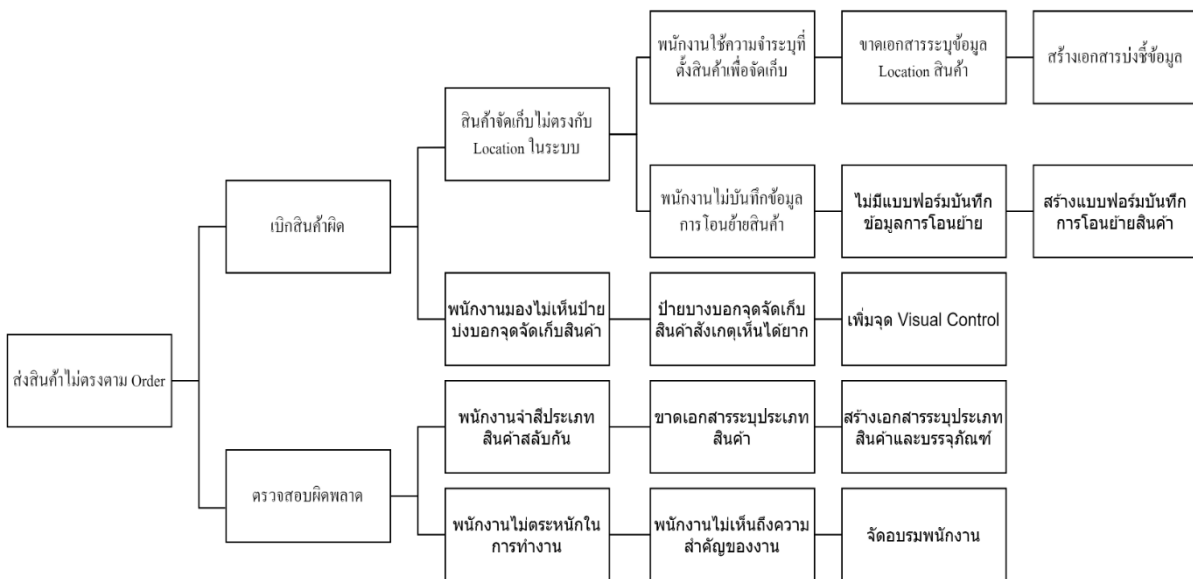 พนักงานใช้ความจำระบุที่
ตั้งสินค้าเพื่อจัดเก็บ
ขาดเอกสารระบุข้อมูล
Location สินค้า
สร้างเอกสารบ่งชี้ข้อมูล
สินค้าจัดเก็บไม่ตรงกับ
Location ในระบบ
พนักงานไม่บันทึกข้อมูล
การโอนย้ายสินค้า
ไม่มีแบบฟอร์มบันทึก
ข้อมูลการโอนย้าย
สร้างแบบฟอร์มบันทึก
การโอนย้ายสินค้า
เบิกสินค้าผิด
พนักงานมองไม่เห็นป้าย
บ่งบอกจุดจัดเก็บสินค้า
ป้ายบางบอกจุดจัดเก็บ
สินค้าสังเกตุเห็นได้ยาก
เพิ่มจุด Visual Control
ส่งสินค้าไม่ตรงตาม Order
พนักงานจำสีประเภท
สินค้าสลับกัน
ขาดเอกสารระบุประเภท
สินค้า
สร้างเอกสารระบุประเภท
สินค้าและบรรจุภัณฑ์
ตรวจสอบผิดพลาด
พนักงานไม่ตระหนักใน
การทำงาน
พนักงานไม่เห็นถึงความ
สำคัญของงาน
จัดอบรมพนักงาน